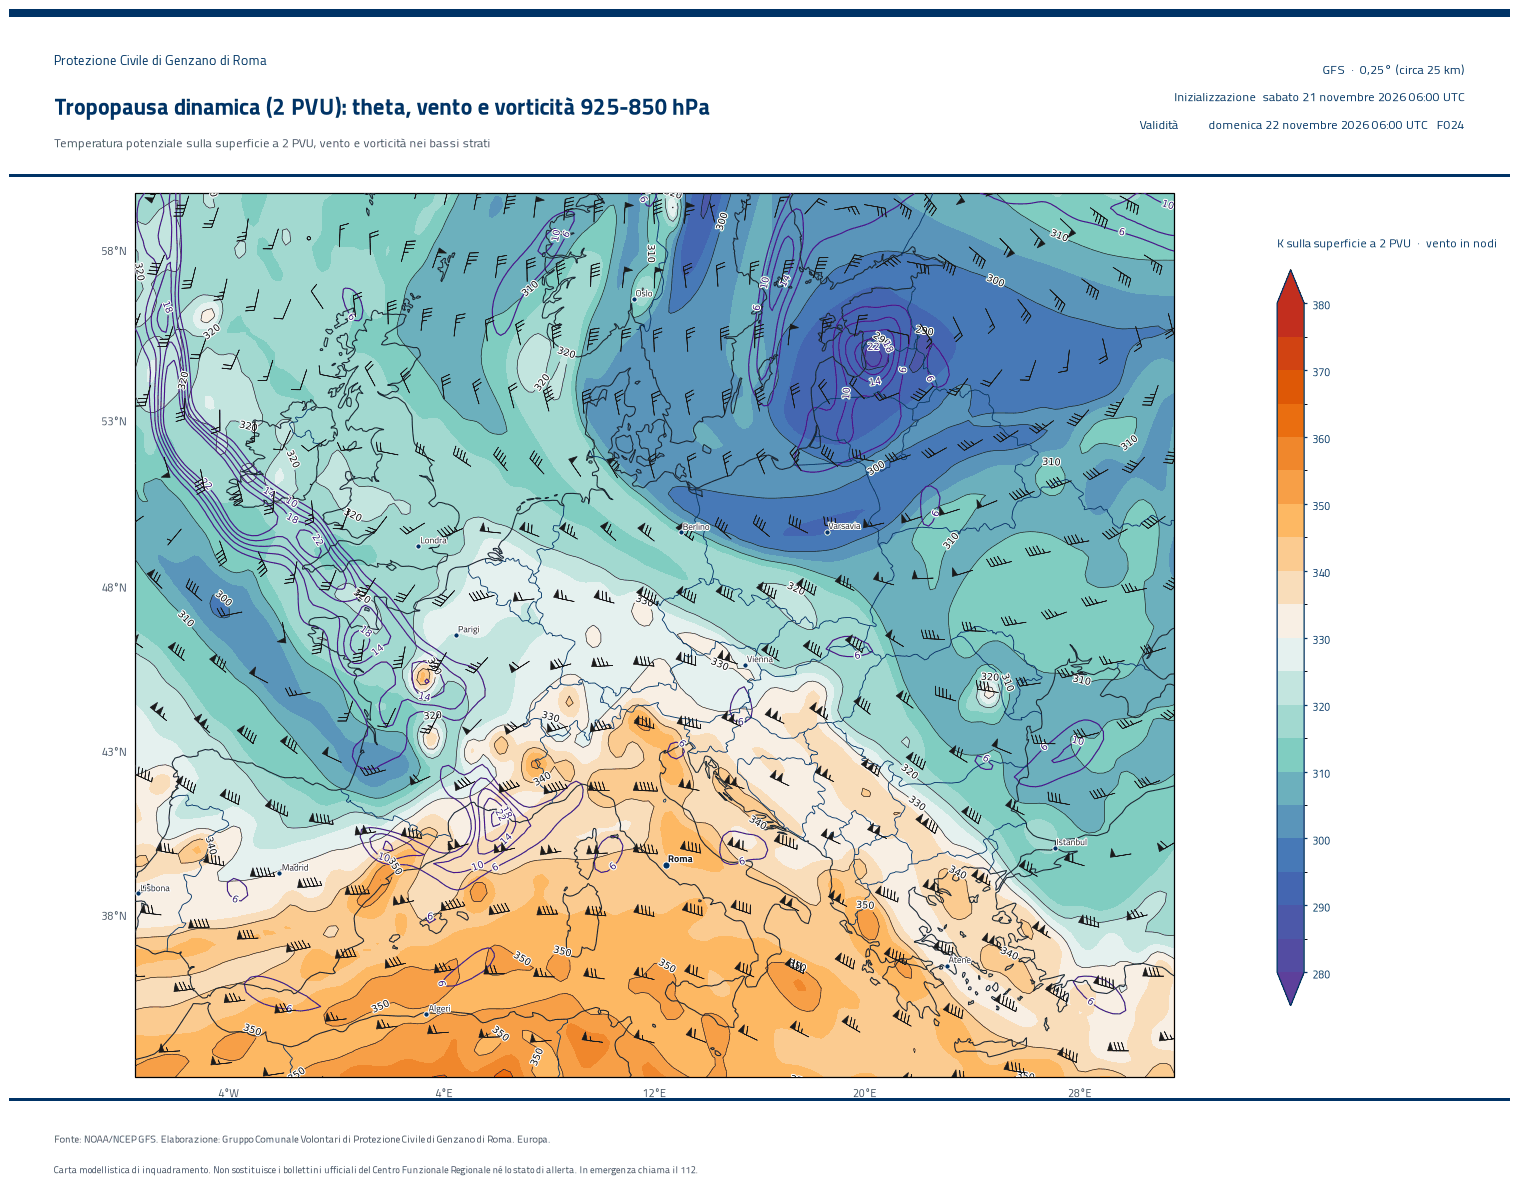 Protezione Civile di Genzano di Roma
Tropopausa dinamica (2 PVU): theta, vento e vorticità 925-850 hPa
Temperatura potenziale sulla superficie a 2 PVU, vento e vorticità nei bassi strati
GFS · 0,25° (circa 25 km)
Inizializzazione sabato 21 novembre 2026 06:00 UTC
Validità domenica 22 novembre 2026 06:00 UTC F024
K sulla superficie a 2 PVU · vento in nodi
380
370
360
350
340
330
320
310
300
290
280
58°N
53°N
48°N
43°N
38°N
4°W
4°E
12°E
20°E
28°E
Oslo
Londra
Berlino
Varsavia
Parigi
Vienna
Istanbul
Madrid
Roma
Lisbona
Atene
Algeri
Fonte: NOAA/NCEP GFS. Elaborazione: Gruppo Comunale Volontari di Protezione Civile di Genzano di Roma. Europa.
Carta modellistica di inquadramento. Non sostituisce i bollettini ufficiali del Centro Funzionale Regionale né lo stato di allerta. In emergenza chiama il 112.